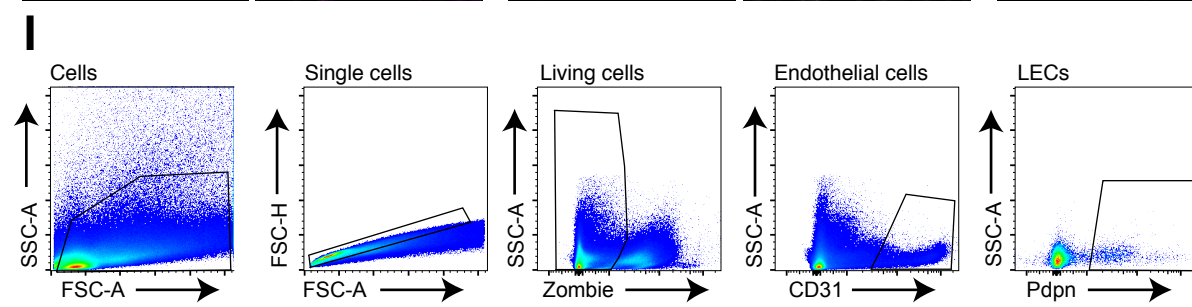 I
Cells
SSC-A
FSC-A
Single cells
FSC-H
FSC-A
Living cells
SSC-A
Zombie
Endothelial cells
SSC-A
CD31
LECs
SSC-A
Pdpn